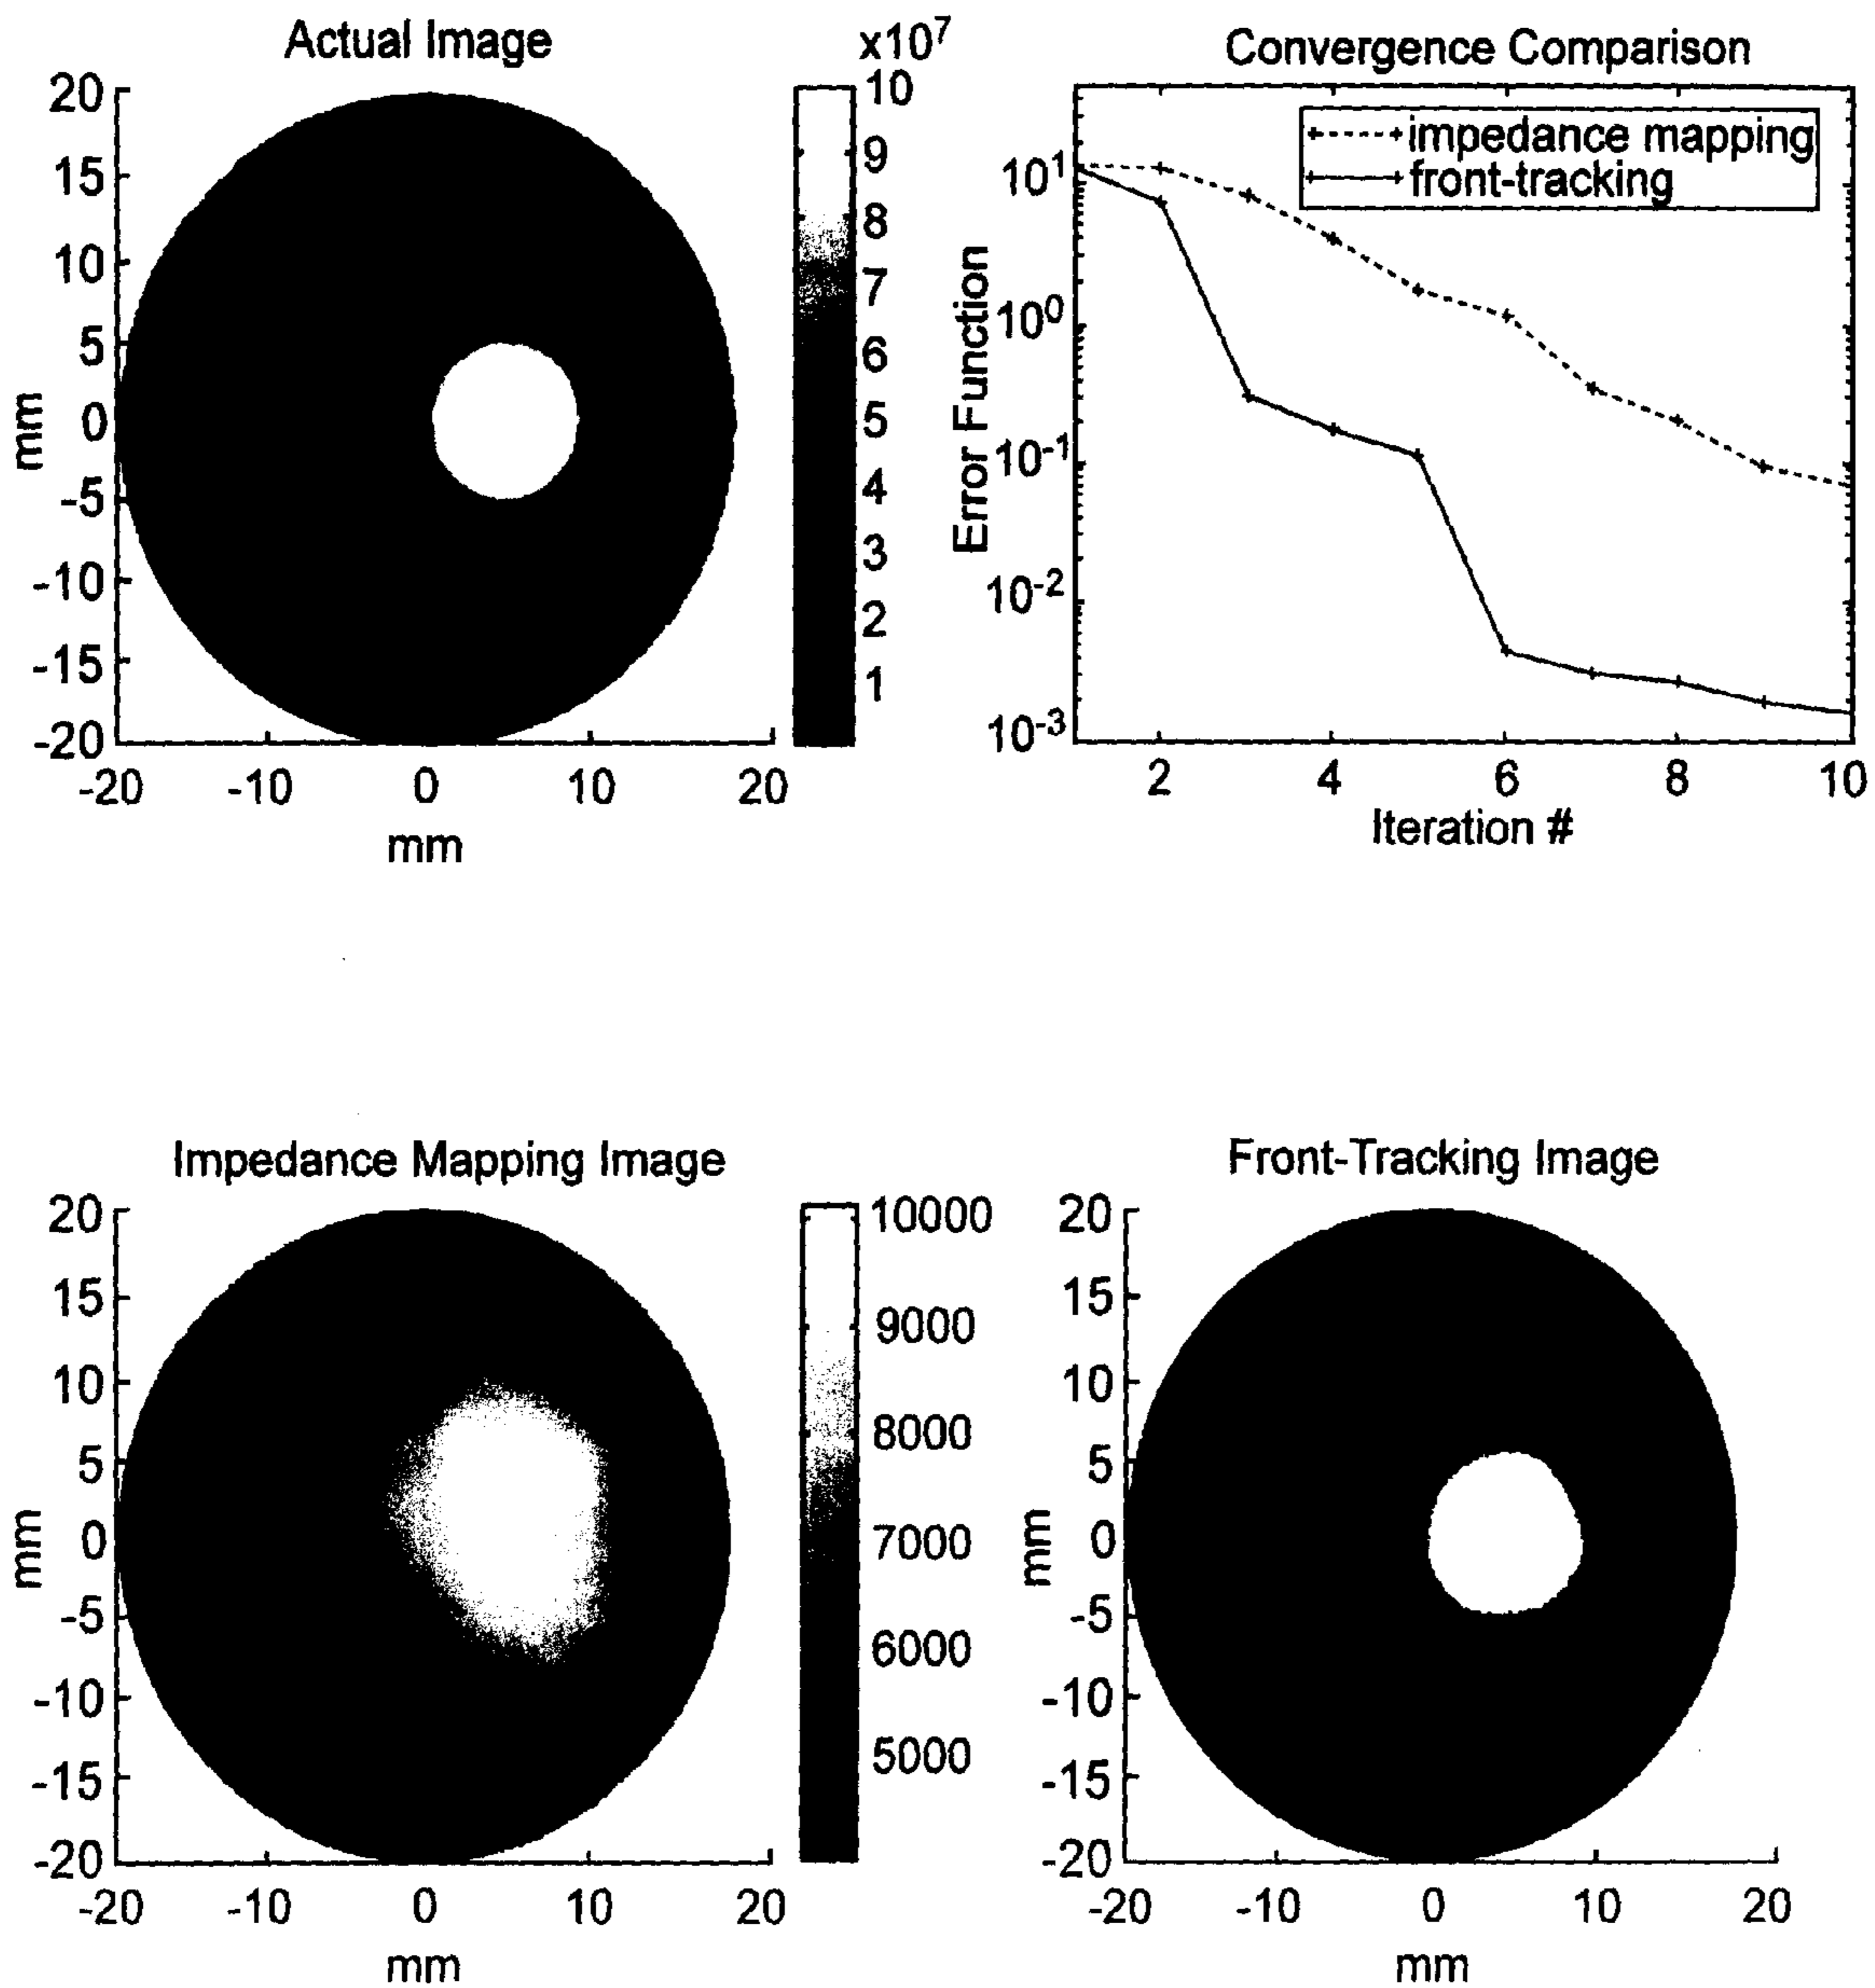 Actual Image
x10^7
20
15
10
5
0
-5
-10
-15
-20
mm
-20 -10 0 10 20
mm
10
9
8
7
6
5
4
3
2
1
Convergence Comparison
impedance mapping
front-tracking
Error Function
10^1
10^0
10^-1
10^-2
10^-3
2 4 6 8 10
Iteration #
Impedance Mapping Image
20
15
10
5
0
-5
-10
-15
-20
mm
-20 -10 0 10 20
mm
10000
9000
8000
7000
6000
5000
Front-Tracking Image
20
15
10
5
0
-5
-10
-15
-20
mm
-20 -10 0 10 20
mm